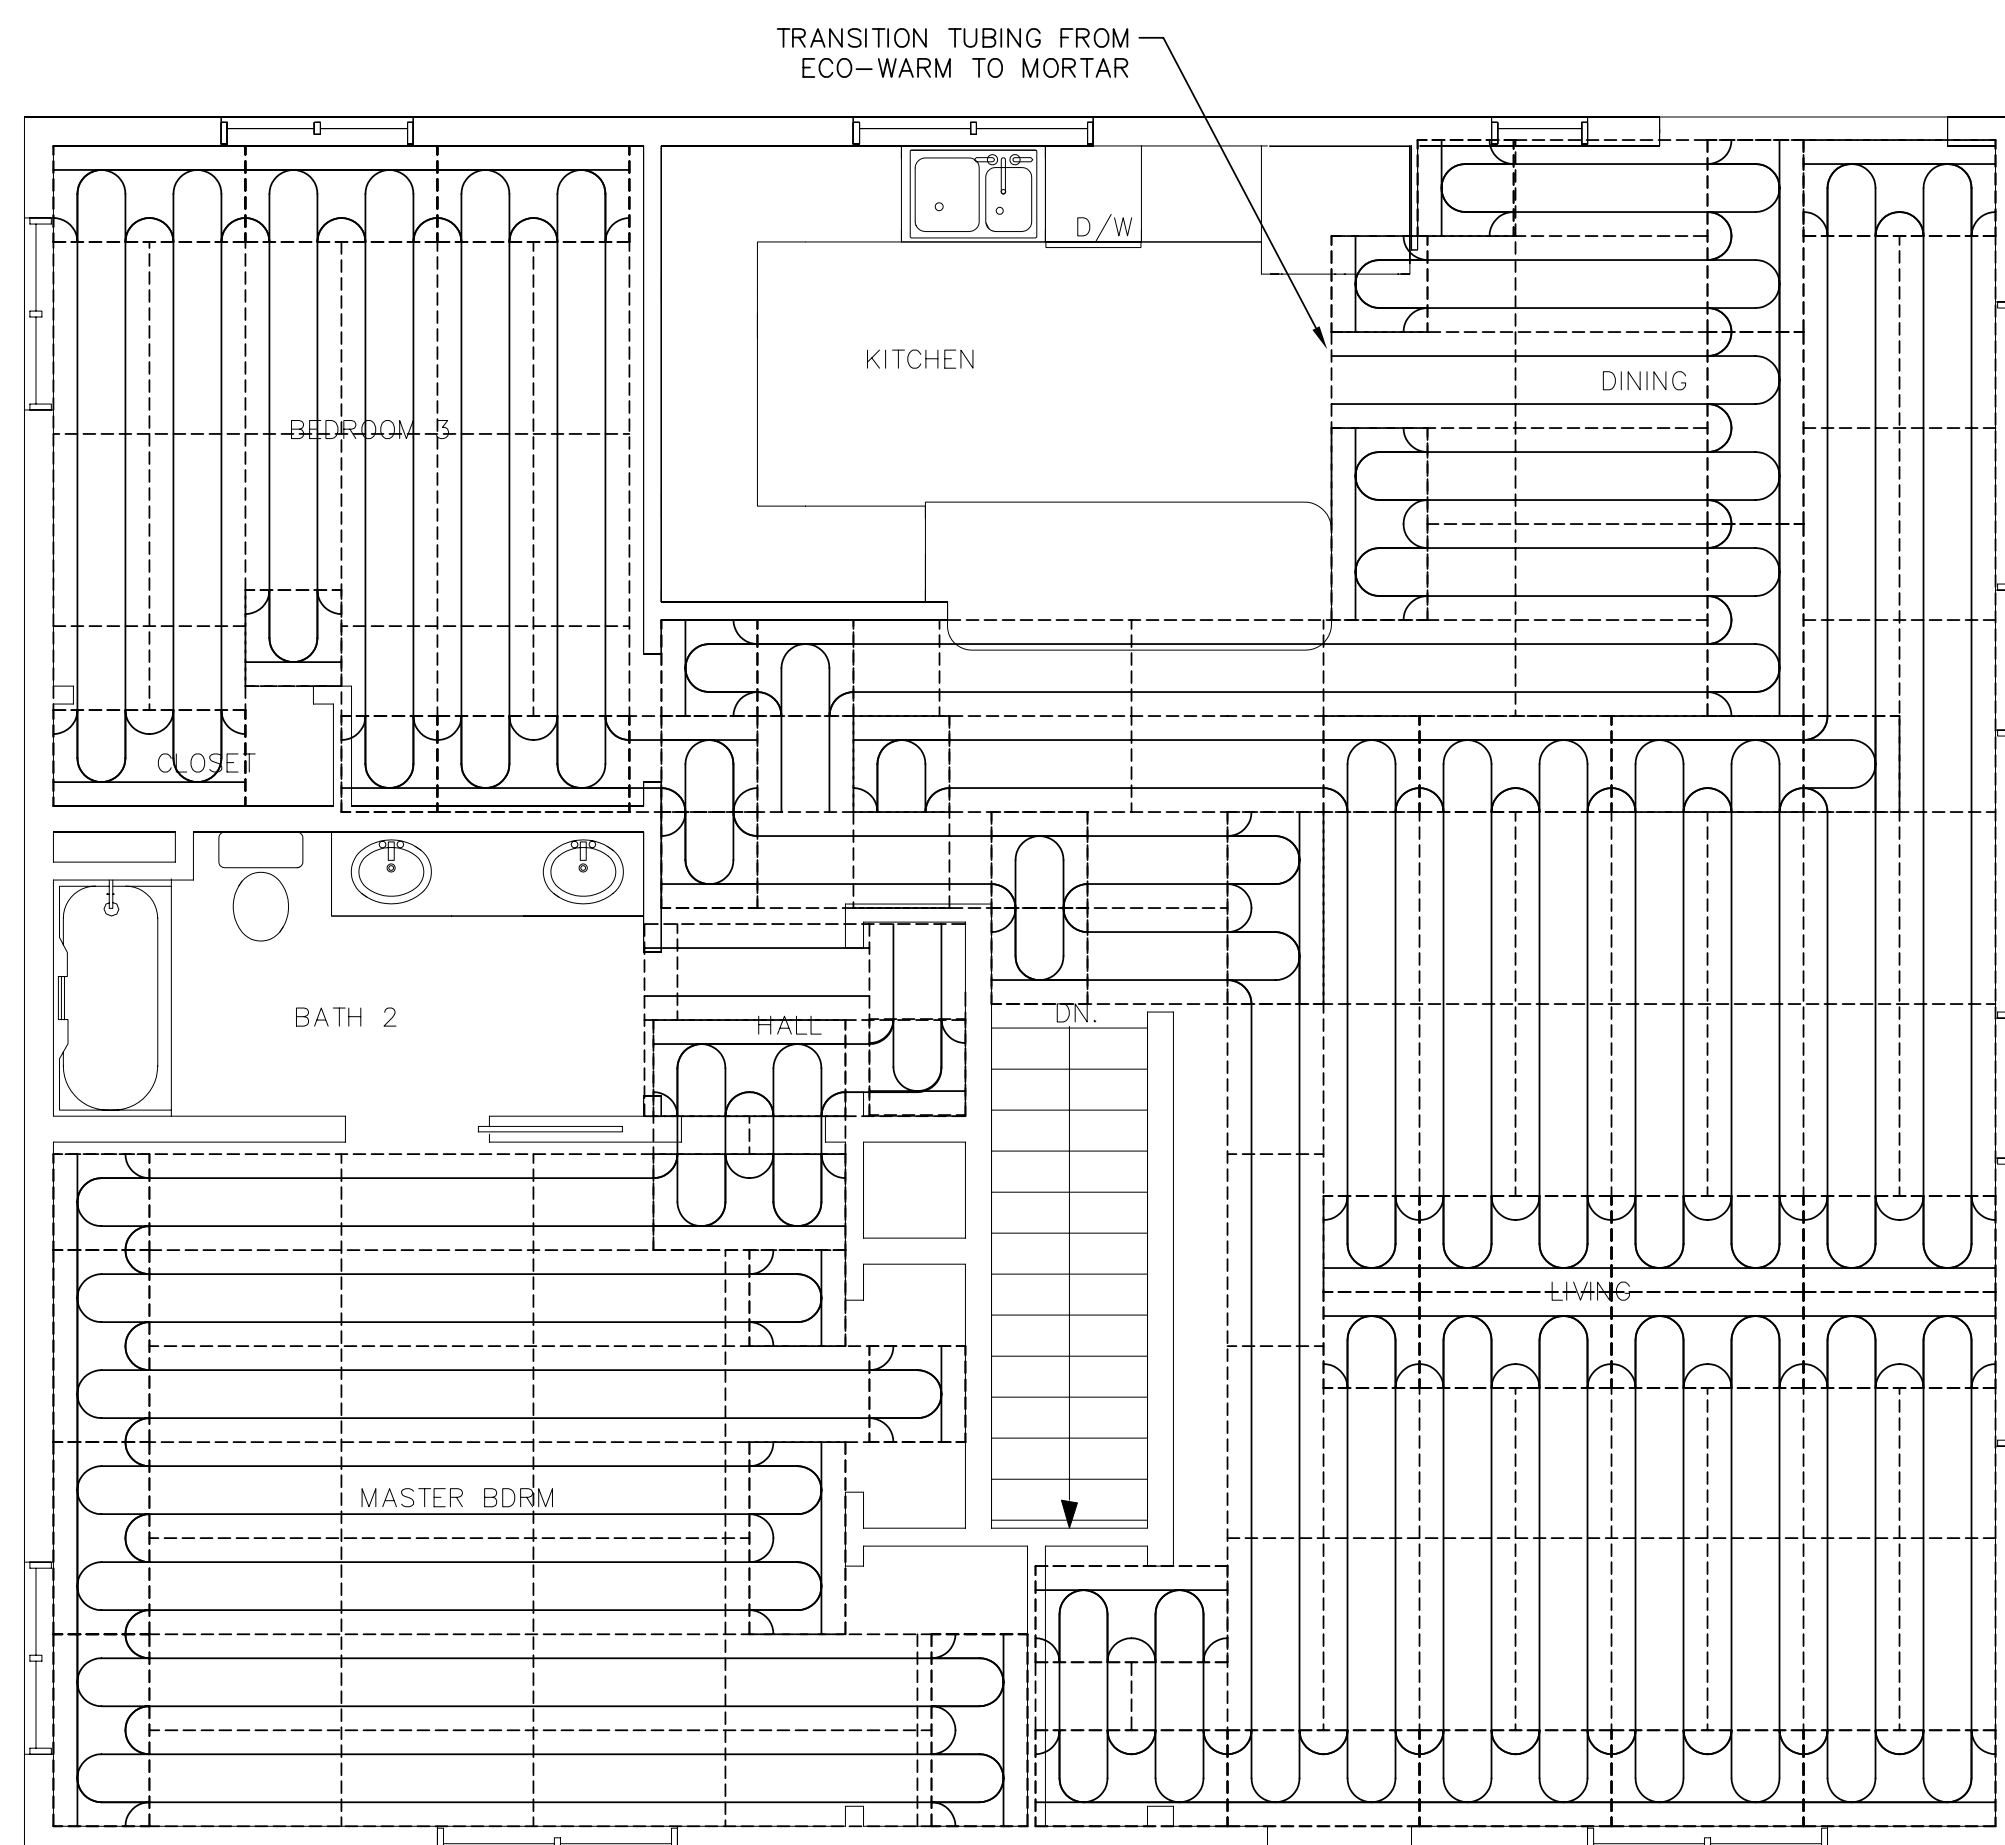 TRANSITION TUBING FROM
ECO-WARM TO MORTAR
D/W
KITCHEN
DINING
BEDROOM 3
CLOSET
BATH 2
HALL
DN.
LIVING
MASTER BDRM